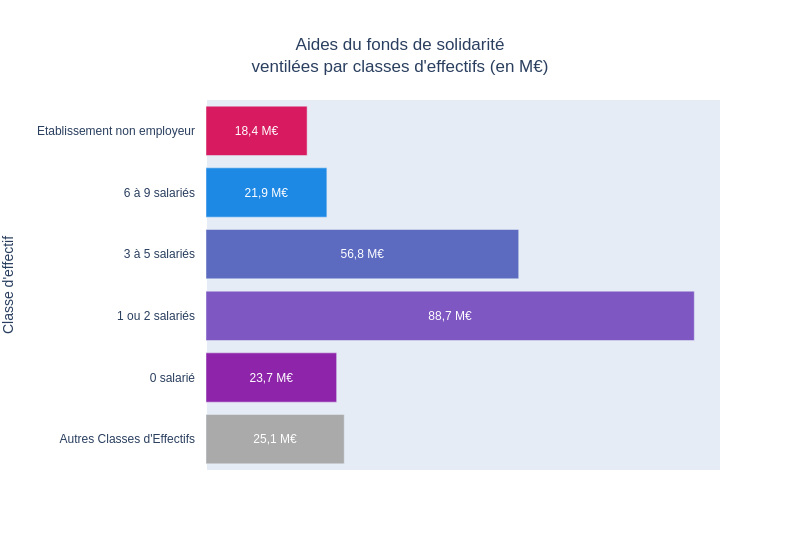 Aides du fonds de solidarité
ventilées par classes d'effectifs (en M€)
Classe d'effectif
Etablissement non employeur
18,4 M€
6 à 9 salariés
21,9 M€
3 à 5 salariés
56,8 M€
1 ou 2 salariés
88,7 M€
0 salarié
23,7 M€
Autres Classes d'Effectifs
25,1 M€